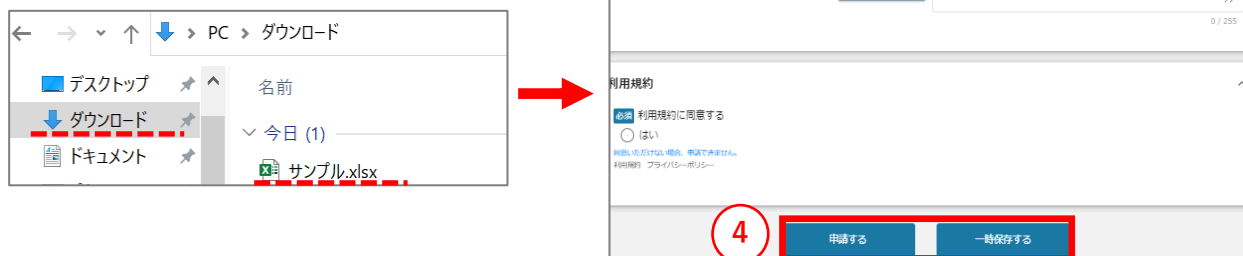 PC > ダウンロード
デスクトップ
ダウンロード
ドキュメント
名前
今日 (1)
サンプル.xlsx
0 / 255
利用規約
必須 利用規約に同意する
はい
同意いただけない場合、申請できません。
利用規約 プライバシーポリシー
4
申請する
一時保存する